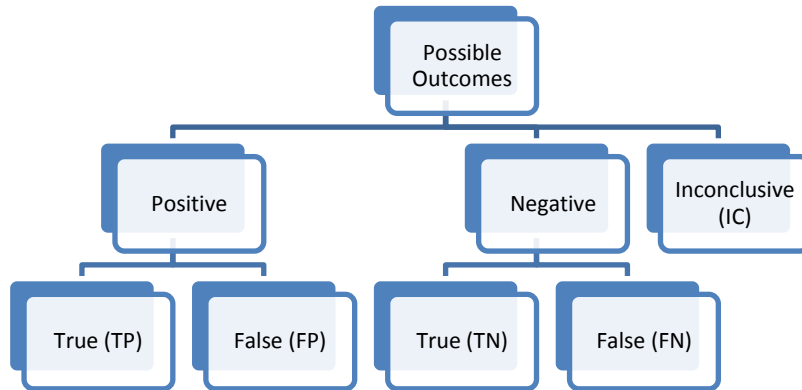 Possible
Outcomes
Positive
Negative
Inconclusive
(IC)
True (TP)
False (FP)
True (TN)
False (FN)